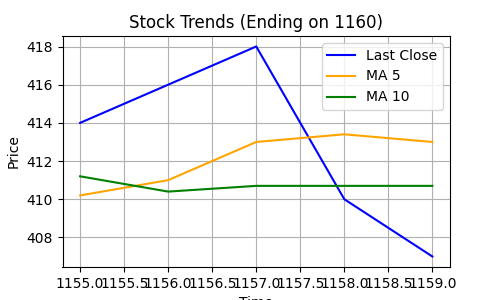 Stock Trends (Ending on 1160)
Last Close
MA 5
MA 10
Price
418
416
414
412
410
408
1155.0 1155.5 1156.0 1156.5 1157.0 1157.5 1158.0 1158.5 1159.0
Time